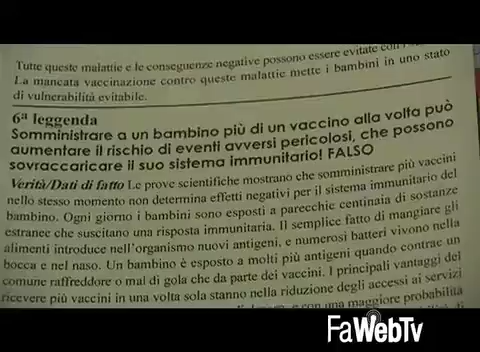 Tutte queste malattie e le conseguenze negative possono essere evitate con
La mancata vaccinazione contro queste malattie mette i bambini in uno stato
di vulnerabilità evitabile.
6ª leggenda
Somministrare a un bambino più di un vaccino alla volta può
aumentare il rischio di eventi avversi pericolosi, che possono
sovraccaricare il suo sistema immunitario! FALSO
Verità/Dati di fatto Le prove scientifiche mostrano che somministrare più vaccini
nello stesso momento non determina effetti negativi per il sistema immunitario del
bambino. Ogni giorno i bambini sono esposti a parecchie centinaia di sostanze
estranee che suscitano una risposta immunitaria. Il semplice fatto di mangiare gli
alimenti introduce nell'organismo nuovi antigeni, e numerosi batteri vivono nella
bocca e nel naso. Un bambino è esposto a molti più antigeni quando contrae un
comune raffreddore o mal di gola che da parte dei vaccini. I principali vantaggi del
ricevere più vaccini in una volta sola stanno nella riduzione degli accessi ai servizi
con una maggiore probabilità
FaWebTv